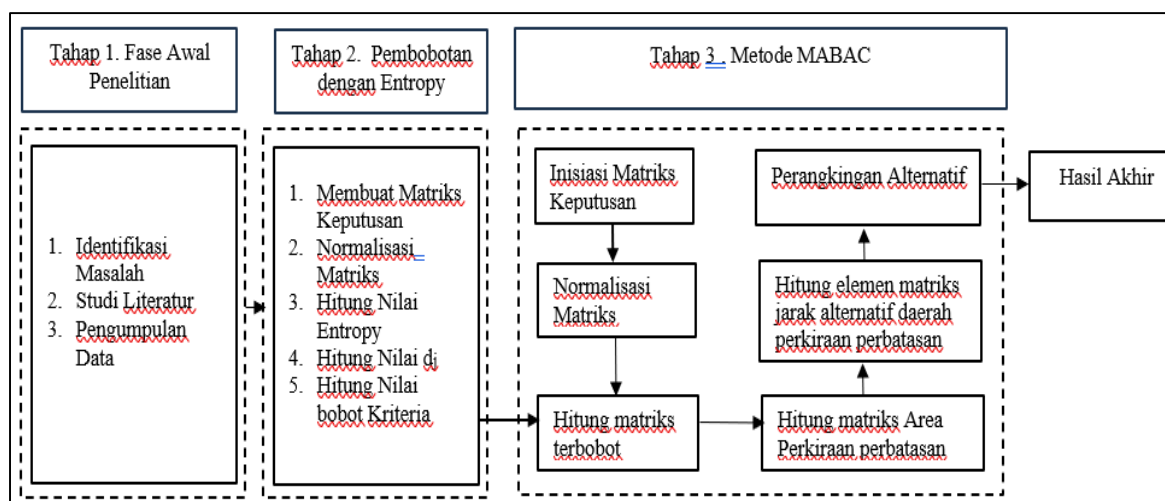 Tahap 1. Fase Awal
Penelitian
Tahap 2. Pembobotan
dengan Entropy
Tahap 3 . Metode MABAC
1. Identifikasi
Masalah
2. Studi Literatur
3. Pengumpulan
Data
1. Membuat Matriks
Keputusan
2. Normalisasi
Matriks
3. Hitung Nilai
Entropy
4. Hitung Nilai dj
5. Hitung Nilai
bobot Kriteria
Inisiasi Matriks
Keputusan
Normalisasi
Matriks
Hitung matriks
terbobot
Hitung matriks Area
Perkiraan perbatasan
Hitung elemen matriks
jarak alternatif daerah
perkiraan perbatasan
Perangkingan Alternatif
Hasil Akhir